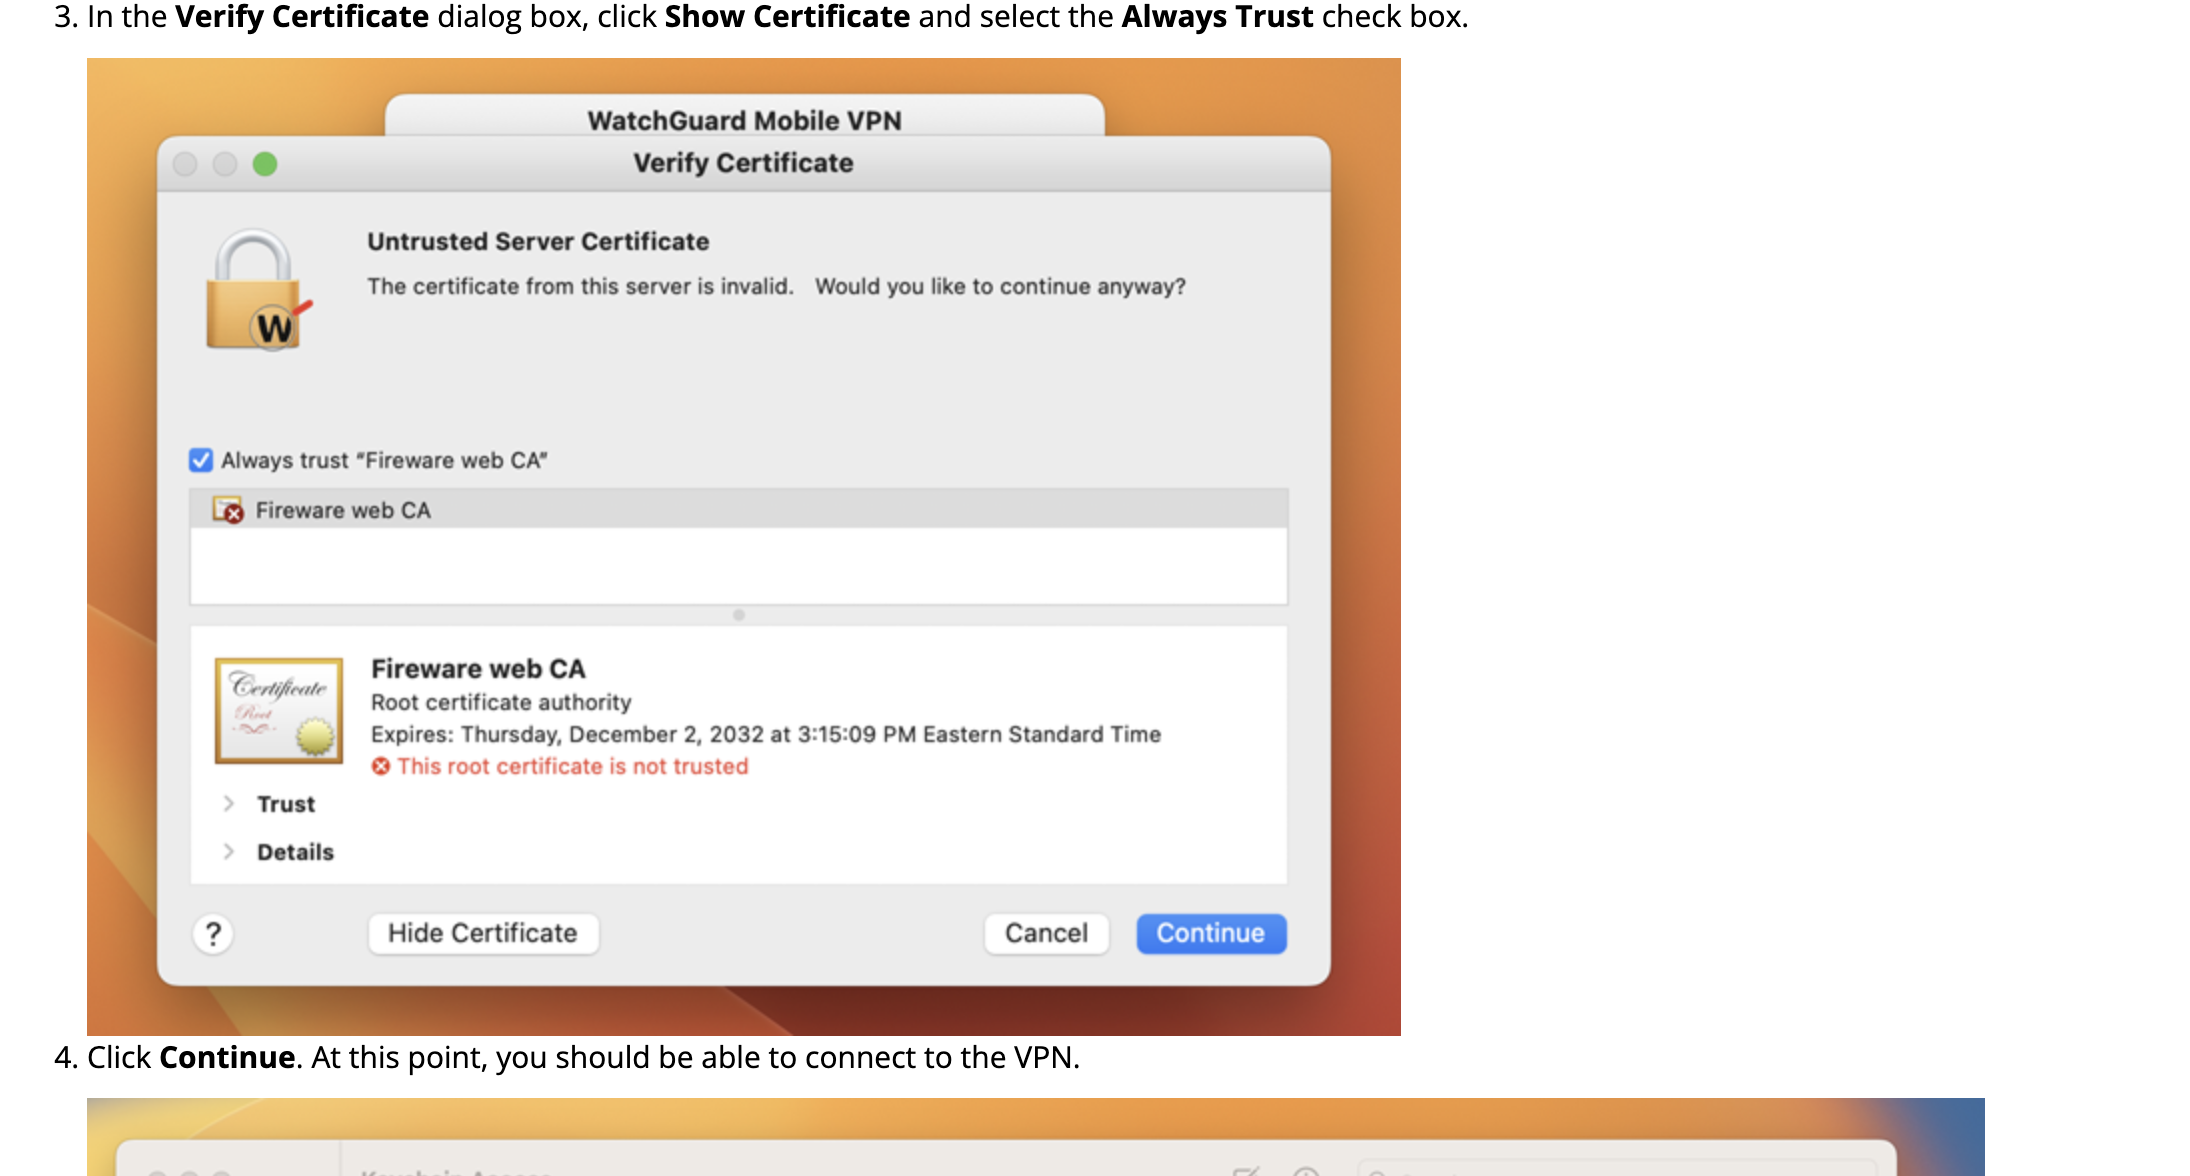 3. In the Verify Certificate dialog box, click Show Certificate and select the Always Trust check box.
WatchGuard Mobile VPN
Verify Certificate
Untrusted Server Certificate
The certificate from this server is invalid. Would you like to continue anyway?
W
Always trust “Fireware web CA”
Fireware web CA
Certificate
Root
Fireware web CA
Root certificate authority
Expires: Thursday, December 2, 2032 at 3:15:09 PM Eastern Standard Time
This root certificate is not trusted
Trust
Details
?
Hide Certificate
Cancel
Continue
4. Click Continue. At this point, you should be able to connect to the VPN.
Keychain Access